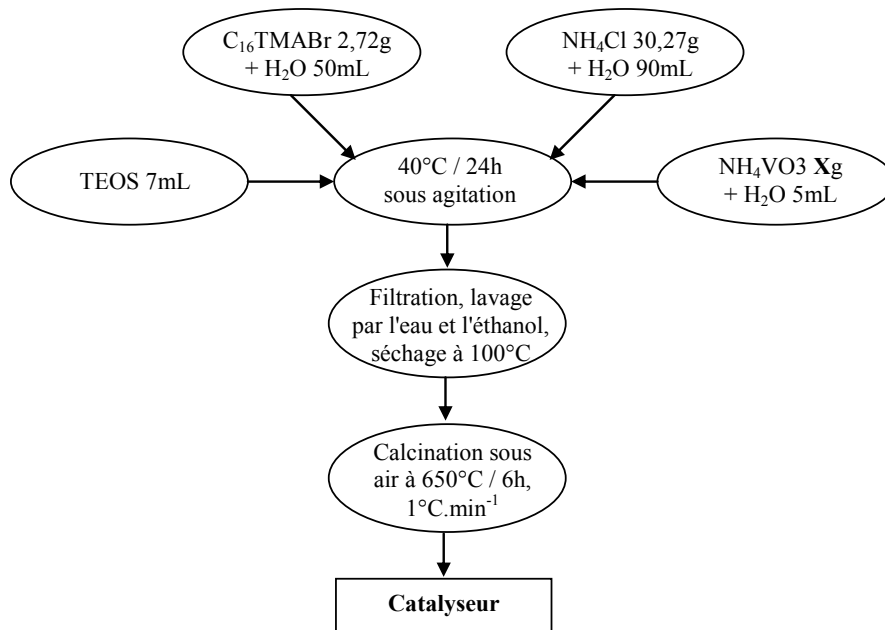 C₁₆TMABr 2,72g
+ H₂O 50mL
NH₄Cl 30,27g
+ H₂O 90mL
TEOS 7mL
40°C / 24h
sous agitation
NH₄VO3 Xg
+ H₂O 5mL
Filtration, lavage
par l'eau et l'éthanol,
séchage à 100°C
Calcination sous
air à 650°C / 6h,
1°C.min⁻¹
Catalyseur